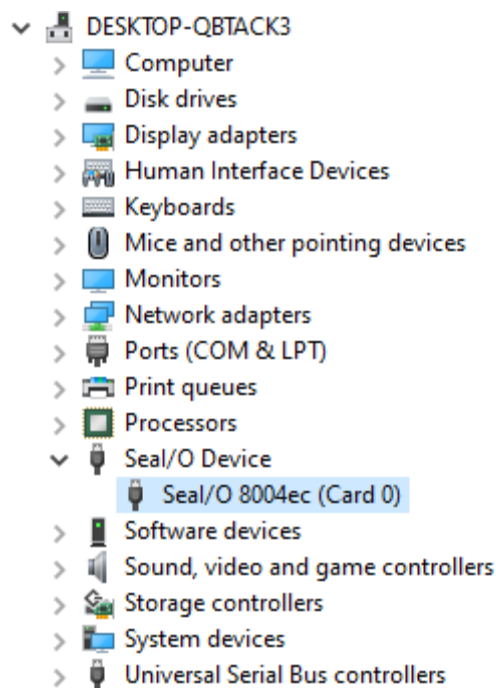 DESKTOP-QBTACK3
Computer
Disk drives
Display adapters
Human Interface Devices
Keyboards
Mice and other pointing devices
Monitors
Network adapters
Ports (COM & LPT)
Print queues
Processors
SeaI/O Device
SeaI/O 8004ec (Card 0)
Software devices
Sound, video and game controllers
Storage controllers
System devices
Universal Serial Bus controllers